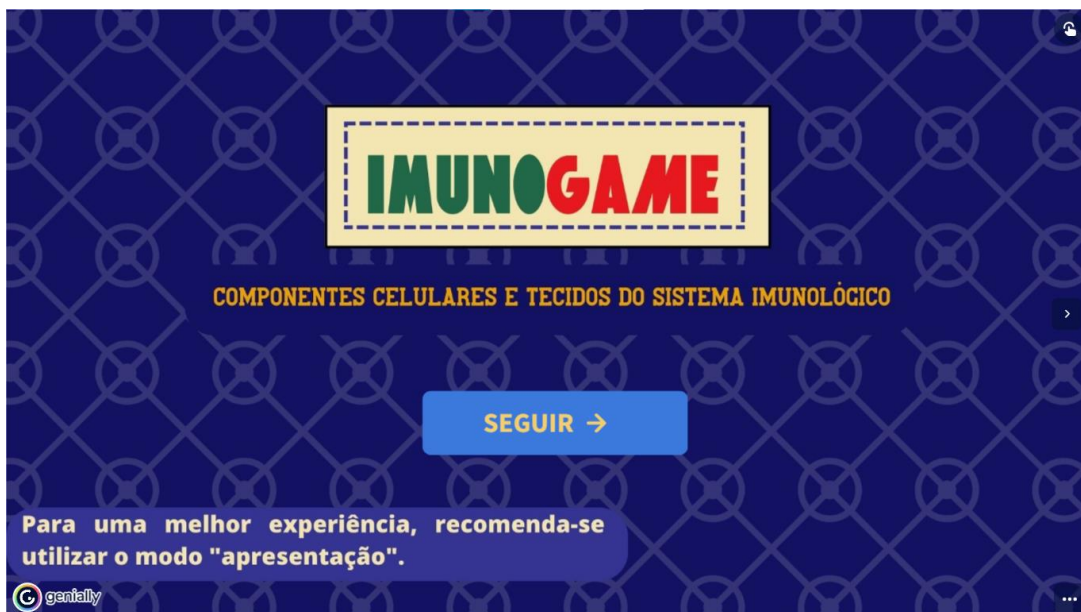 IMUNOGAME
COMPONENTES CELULARES E TECIDOS DO SISTEMA IMUNOLÓGICO
SEGUIR →
Para uma melhor experiência, recomenda-se
utilizar o modo "apresentação".
genially